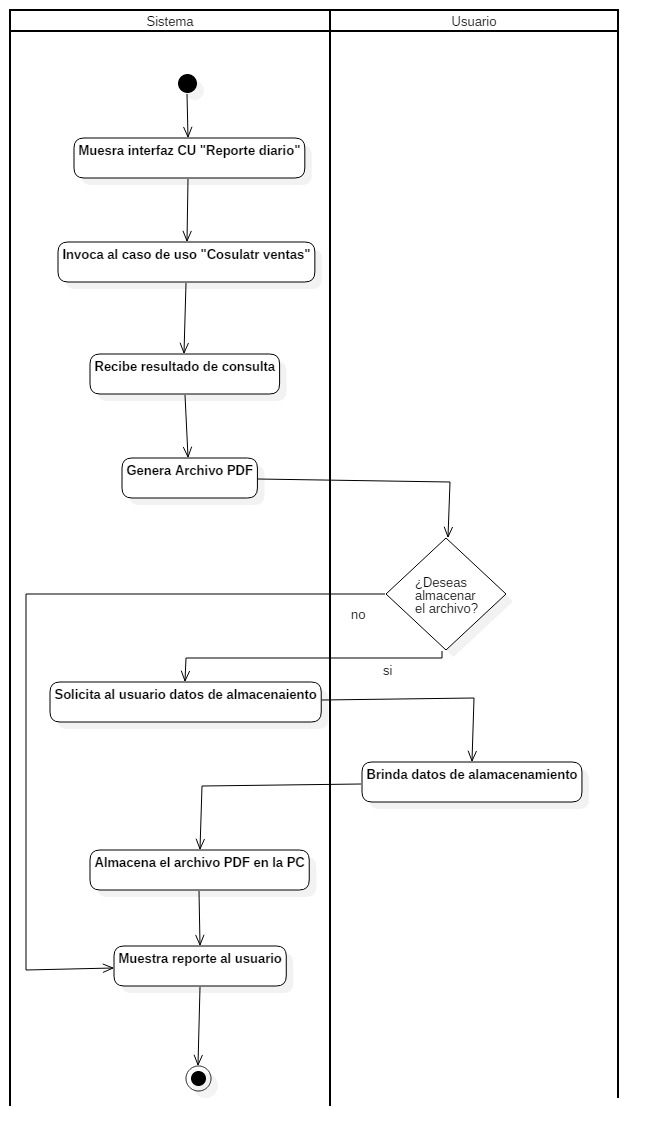 Sistema
Usuario
Muesra interfaz CU "Reporte diario"
Invoca al caso de uso "Cosulatr ventas"
Recibe resultado de consulta
Genera Archivo PDF
¿Deseas
almacenar
el archivo?
no
si
Solicita al usuario datos de almacenaiento
Brinda datos de alamacenamiento
Almacena el archivo PDF en la PC
Muestra reporte al usuario